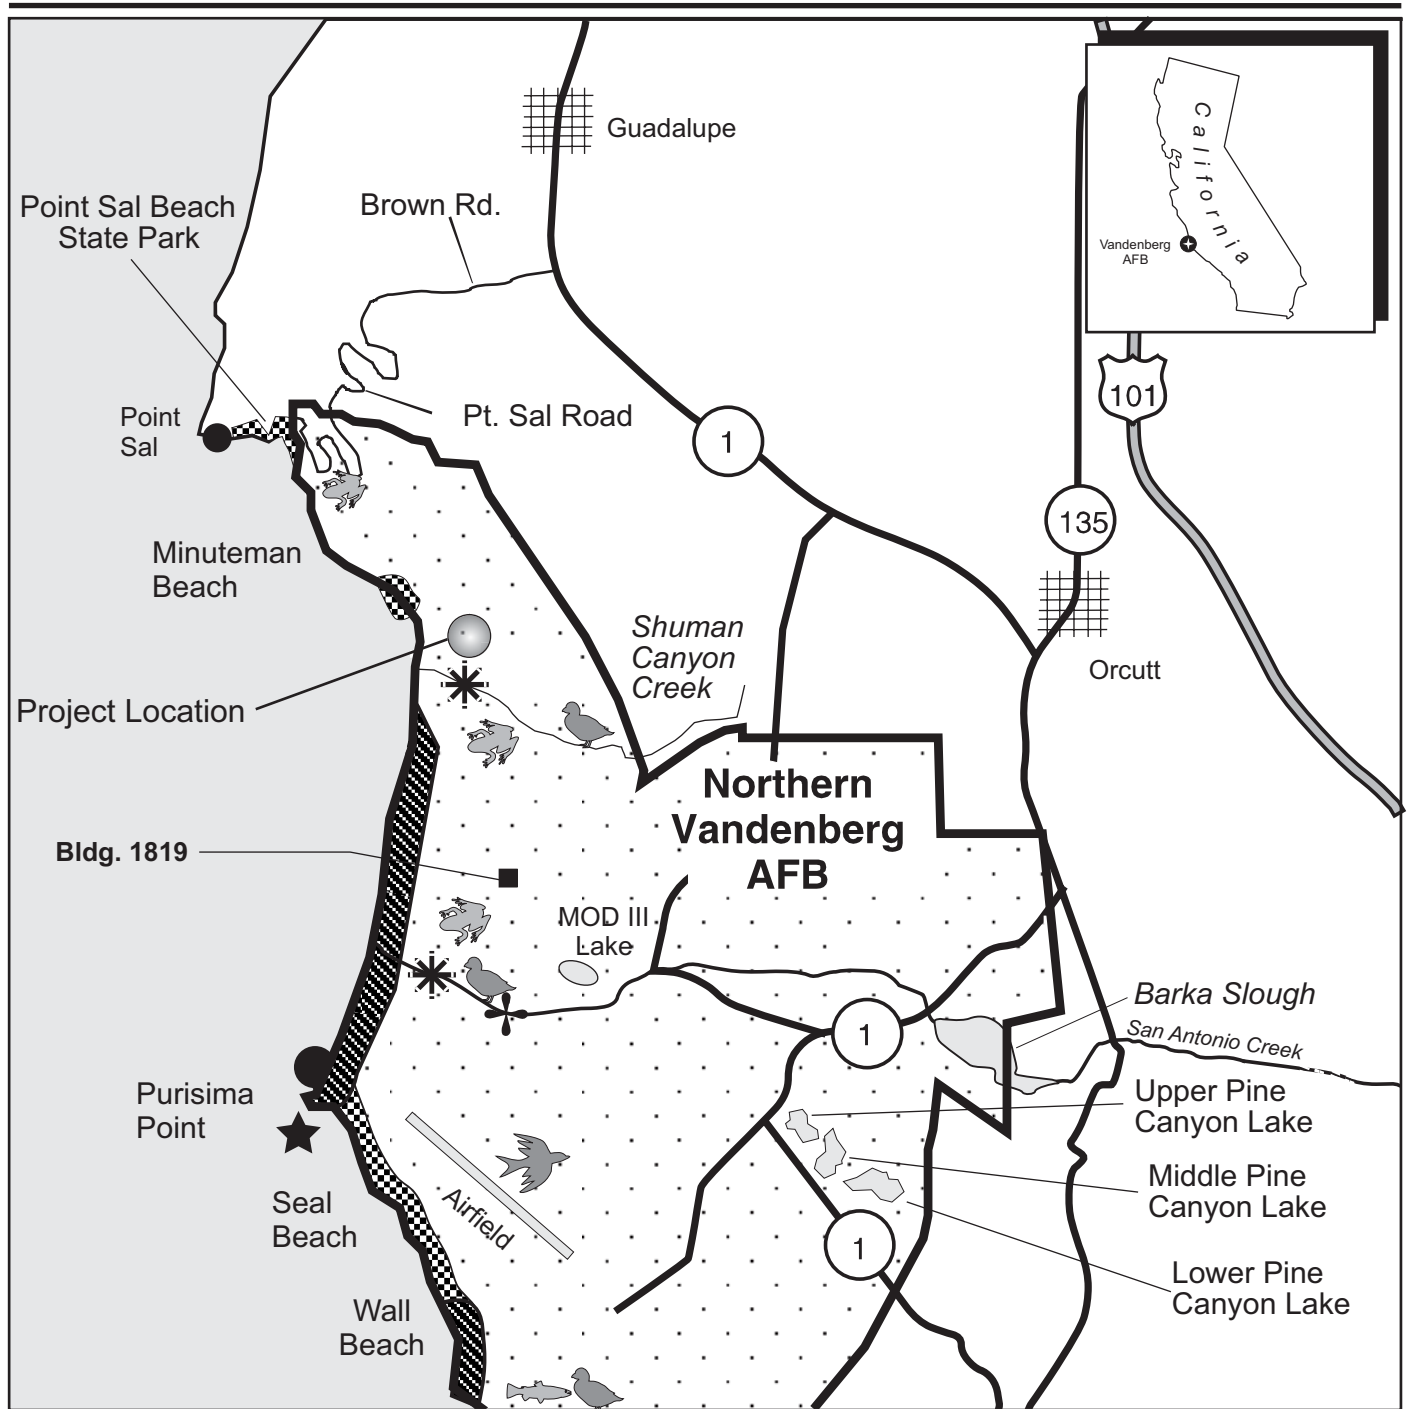 Guadalupe
California
Vandenberg
AFB
Point Sal Beach
State Park
Brown Rd.
101
Point
Sal
Pt. Sal Road
1
135
Minuteman
Beach
Shuman
Canyon
Creek
Orcutt
Project Location
Northern
Vandenberg
AFB
Bldg. 1819
MOD III
Lake
Barka Slough
1
San Antonio Creek
Purisima
Point
Upper Pine
Canyon Lake
Middle Pine
Canyon Lake
Seal
Beach
Airfield
1
Lower Pine
Canyon Lake
Wall
Beach